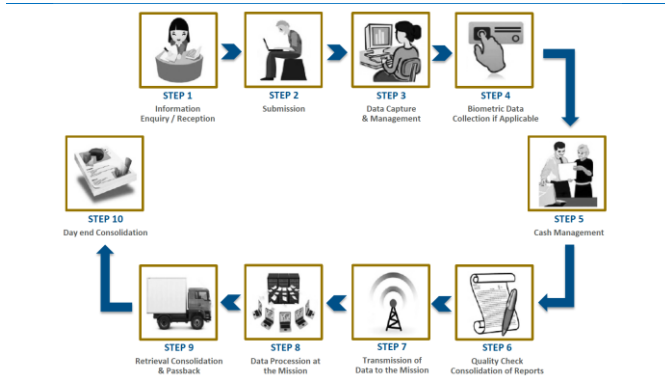 STEP 1
Information
Enquiry / Reception
STEP 2
Submission
STEP 3
Data Capture
& Management
STEP 4
Biometric Data
Collection if Applicable
STEP 5
Cash Management
STEP 6
Quality Check
Consolidation of Reports
STEP 7
Transmission of
Data to the Mission
STEP 8
Data Procession at
the Mission
STEP 9
Retrieval Consolidation
& Passback
STEP 10
Day end Consolidation